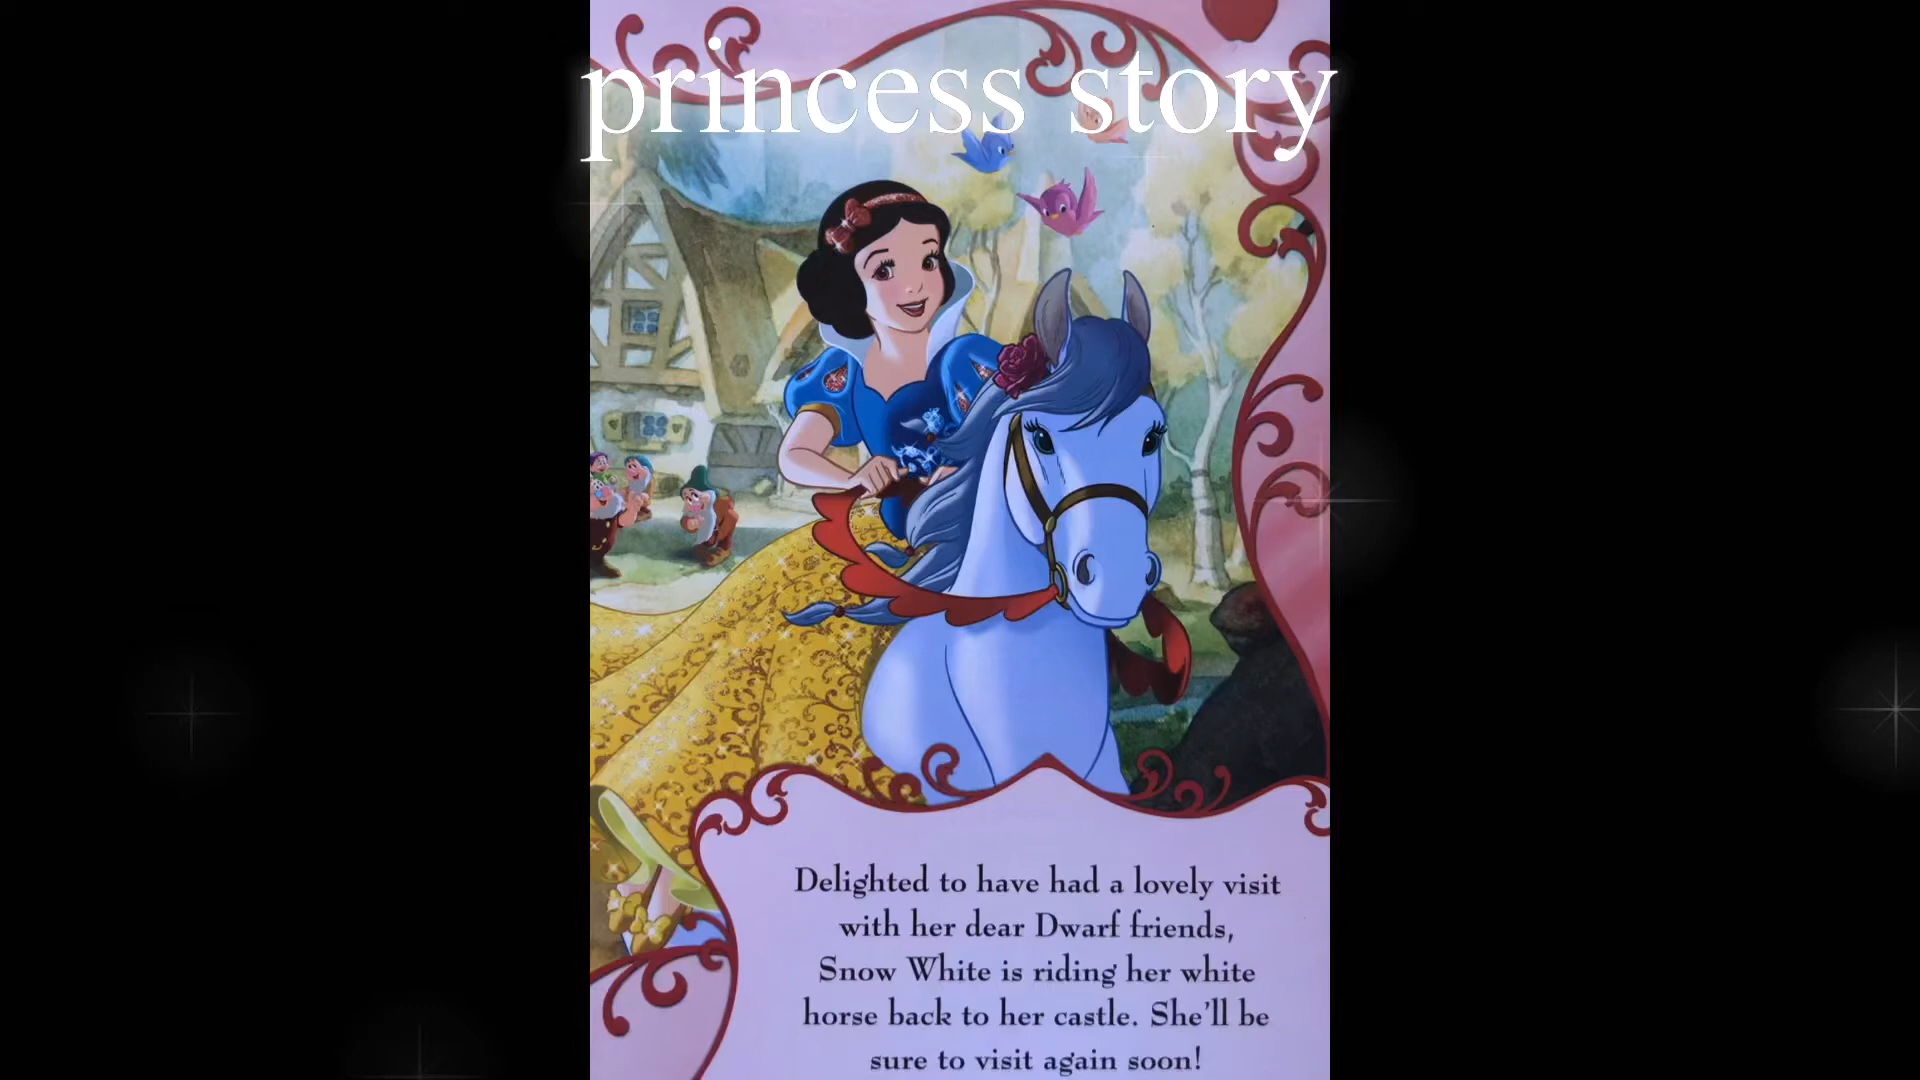 princess story
Delighted to have had a lovely visit
with her dear Dwarf friends,
Snow White is riding her white
horse back to her castle. She'll be
sure to visit again soon!